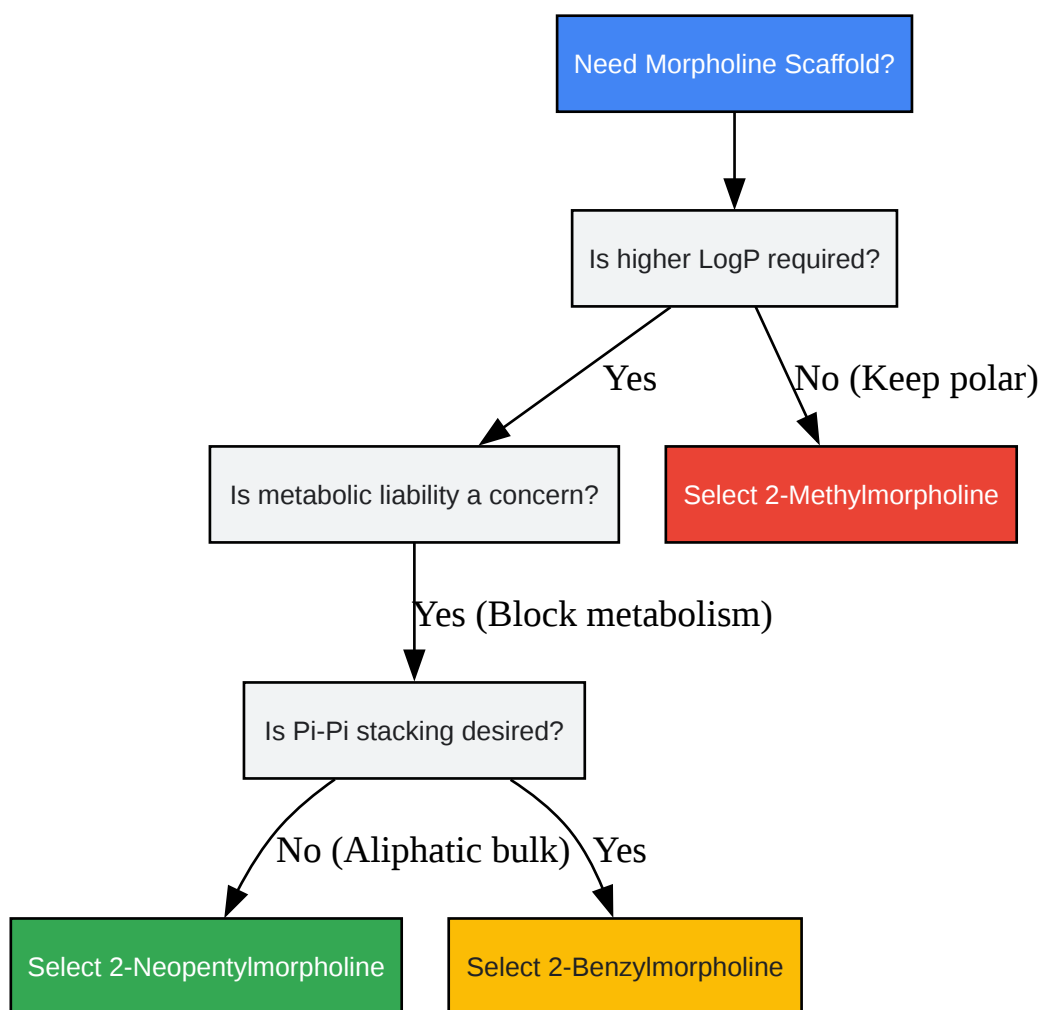 Need Morpholine Scaffold?
Is higher LogP required?
Yes
No (Keep polar)
Is metabolic liability a concern?
Select 2-Methylmorpholine
Yes (Block metabolism)
Is Pi-Pi stacking desired?
No (Aliphatic bulk)
Yes
Select 2-Neopentylmorpholine
Select 2-Benzylmorpholine